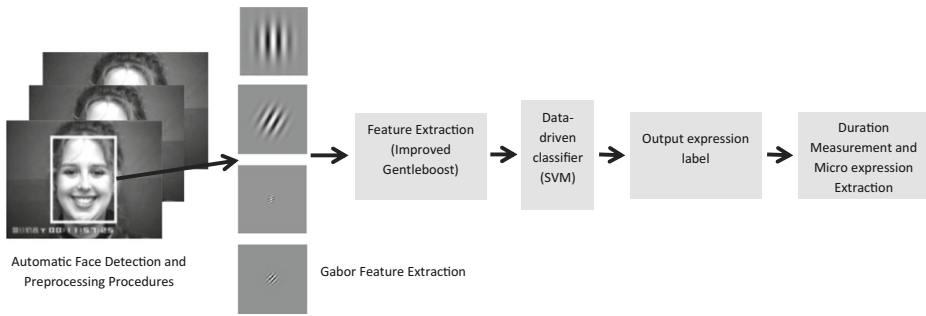 Automatic Face Detection and
Preprocessing Procedures
Gabor Feature Extraction
Feature Extraction
(Improved
Gentleboost)
Data-
driven
classifier
(SVM)
Output expression
label
Duration
Measurement and
Micro expression
Extraction